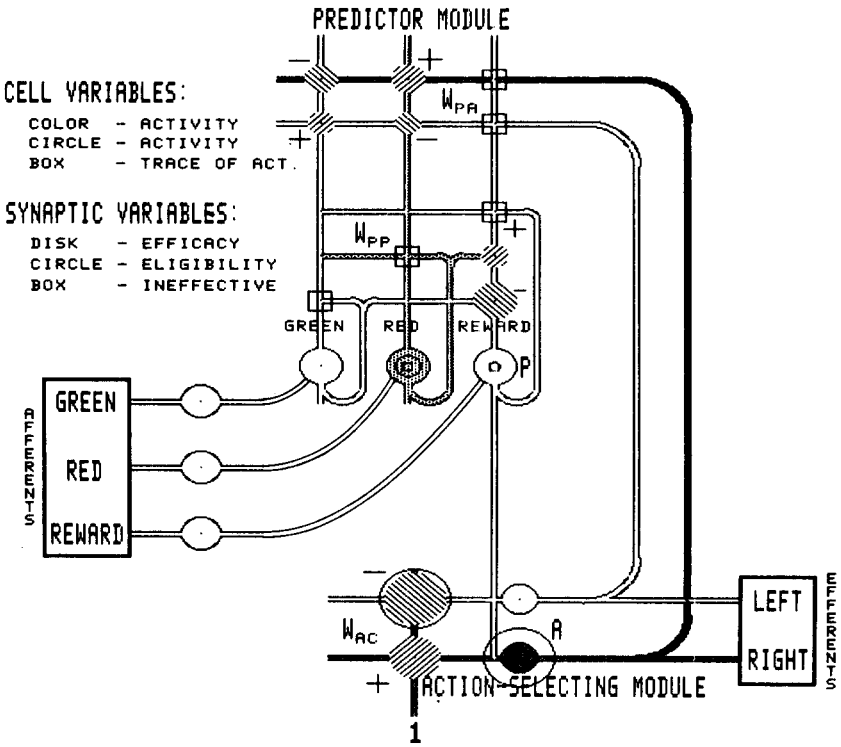 PREDICTOR MODULE
− +
CELL VARIABLES:
W_PA
COLOR - ACTIVITY
CIRCLE - ACTIVITY
+ −
BOX - TRACE OF ACT.
SYNAPTIC VARIABLES:
+
W_PP
DISK - EFFICACY
CIRCLE - ELIGIBILITY
BOX - INEFFECTIVE
−
GREEN RED REWARD
P
AFFERENTS
GREEN
RED
REWARD
−
EFFERENTS
LEFT
W_AC
A
RIGHT
+
ACTION-SELECTING MODULE
1